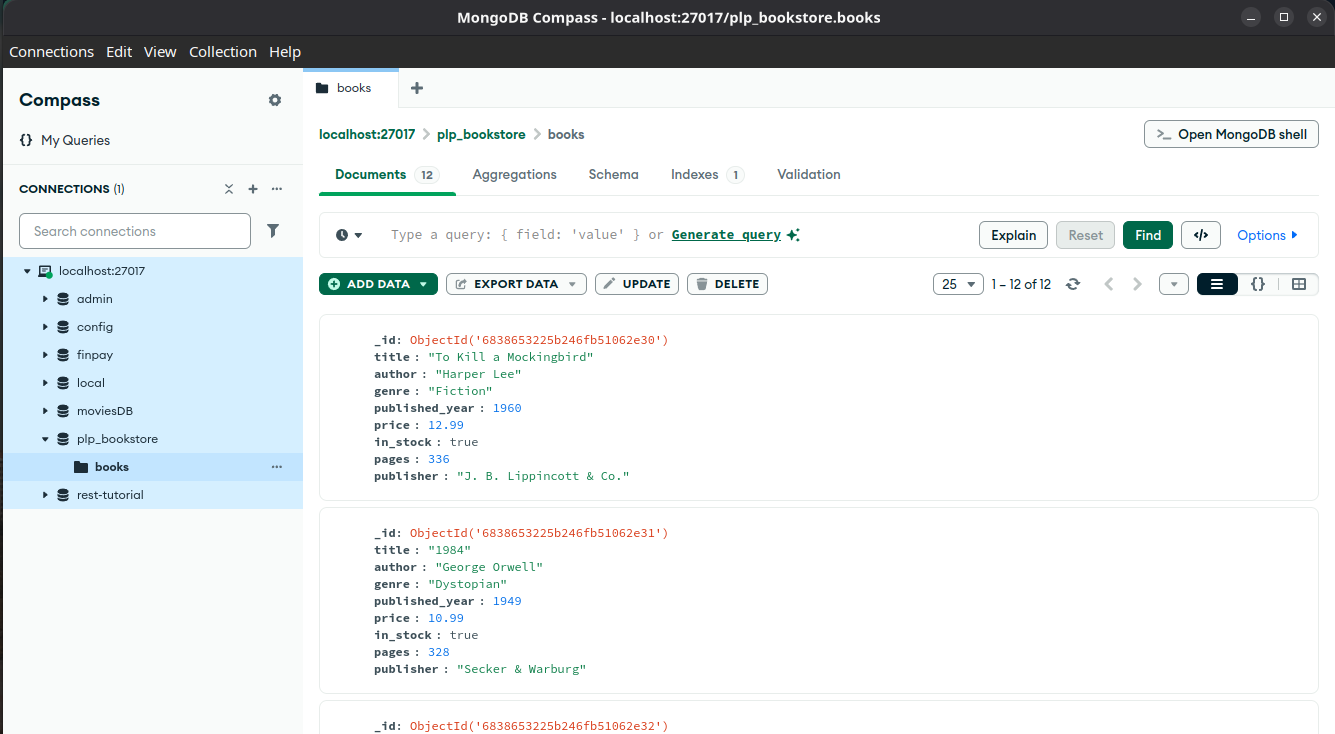 MongoDB Compass - localhost:27017/plp_bookstore.books
Connections Edit View Collection Help
Compass
{} My Queries
CONNECTIONS (1)
Search connections
localhost:27017
admin
config
finpay
local
moviesDB
plp_bookstore
books
rest-tutorial
books
localhost:27017 > plp_bookstore > books
>_ Open MongoDB shell
Documents 12 Aggregations Schema Indexes 1 Validation
Type a query: { field: 'value' } or Generate query
Explain Reset Find </> Options
ADD DATA EXPORT DATA UPDATE DELETE
25 1 – 12 of 12 {}
_id: ObjectId('6838653225b246fb51062e30')
title : "To Kill a Mockingbird"
author : "Harper Lee"
genre : "Fiction"
published_year : 1960
price : 12.99
in_stock : true
pages : 336
publisher : "J. B. Lippincott & Co."
_id: ObjectId('6838653225b246fb51062e31')
title : "1984"
author : "George Orwell"
genre : "Dystopian"
published_year : 1949
price : 10.99
in_stock : true
pages : 328
publisher : "Secker & Warburg"
_id: ObjectId('6838653225b246fb51062e32')